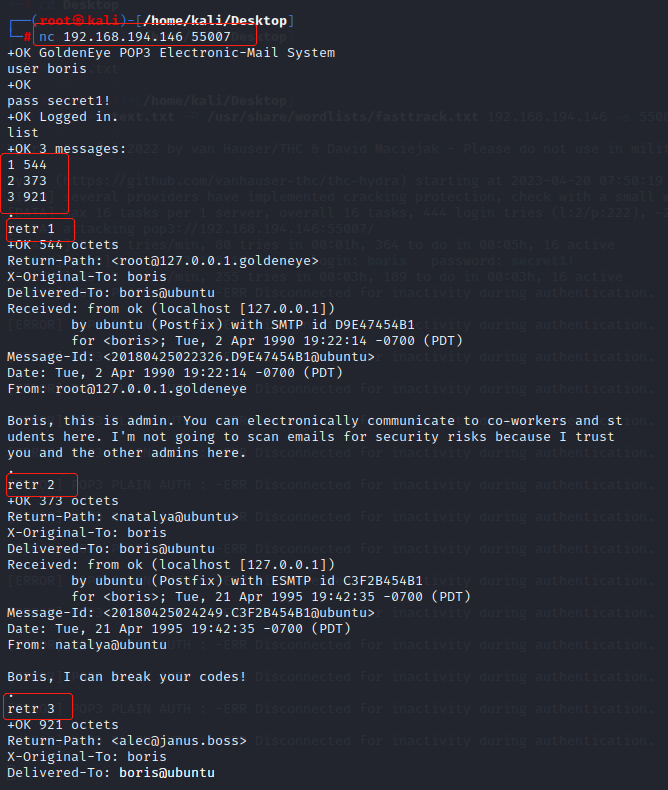 ┌──(root㉿kali)-[/home/kali/Desktop]
└─# nc 192.168.194.146 55007
+OK GoldenEye POP3 Electronic-Mail System
user boris
+OK
pass secret1!
+OK Logged in.
list
+OK 3 messages:
1 544
2 373
3 921
.
retr 1
+OK 544 octets
Return-Path: <root@127.0.0.1.goldeneye>
X-Original-To: boris
Delivered-To: boris@ubuntu
Received: from ok (localhost [127.0.0.1])
        by ubuntu (Postfix) with SMTP id D9E47454B1
        for <boris>; Tue, 2 Apr 1990 19:22:14 -0700 (PDT)
Message-Id: <20180425022326.D9E47454B1@ubuntu>
Date: Tue, 2 Apr 1990 19:22:14 -0700 (PDT)
From: root@127.0.0.1.goldeneye

Boris, this is admin. You can electronically communicate to co-workers and st
udents here. I'm not going to scan emails for security risks because I trust
you and the other admins here.
.
retr 2
+OK 373 octets
Return-Path: <natalya@ubuntu>
X-Original-To: boris
Delivered-To: boris@ubuntu
Received: from ok (localhost [127.0.0.1])
        by ubuntu (Postfix) with ESMTP id C3F2B454B1
        for <boris>; Tue, 21 Apr 1995 19:42:35 -0700 (PDT)
Message-Id: <20180425024249.C3F2B454B1@ubuntu>
Date: Tue, 21 Apr 1995 19:42:35 -0700 (PDT)
From: natalya@ubuntu

Boris, I can break your codes!
.
retr 3
+OK 921 octets
Return-Path: <alec@janus.boss>
X-Original-To: boris
Delivered-To: boris@ubuntu